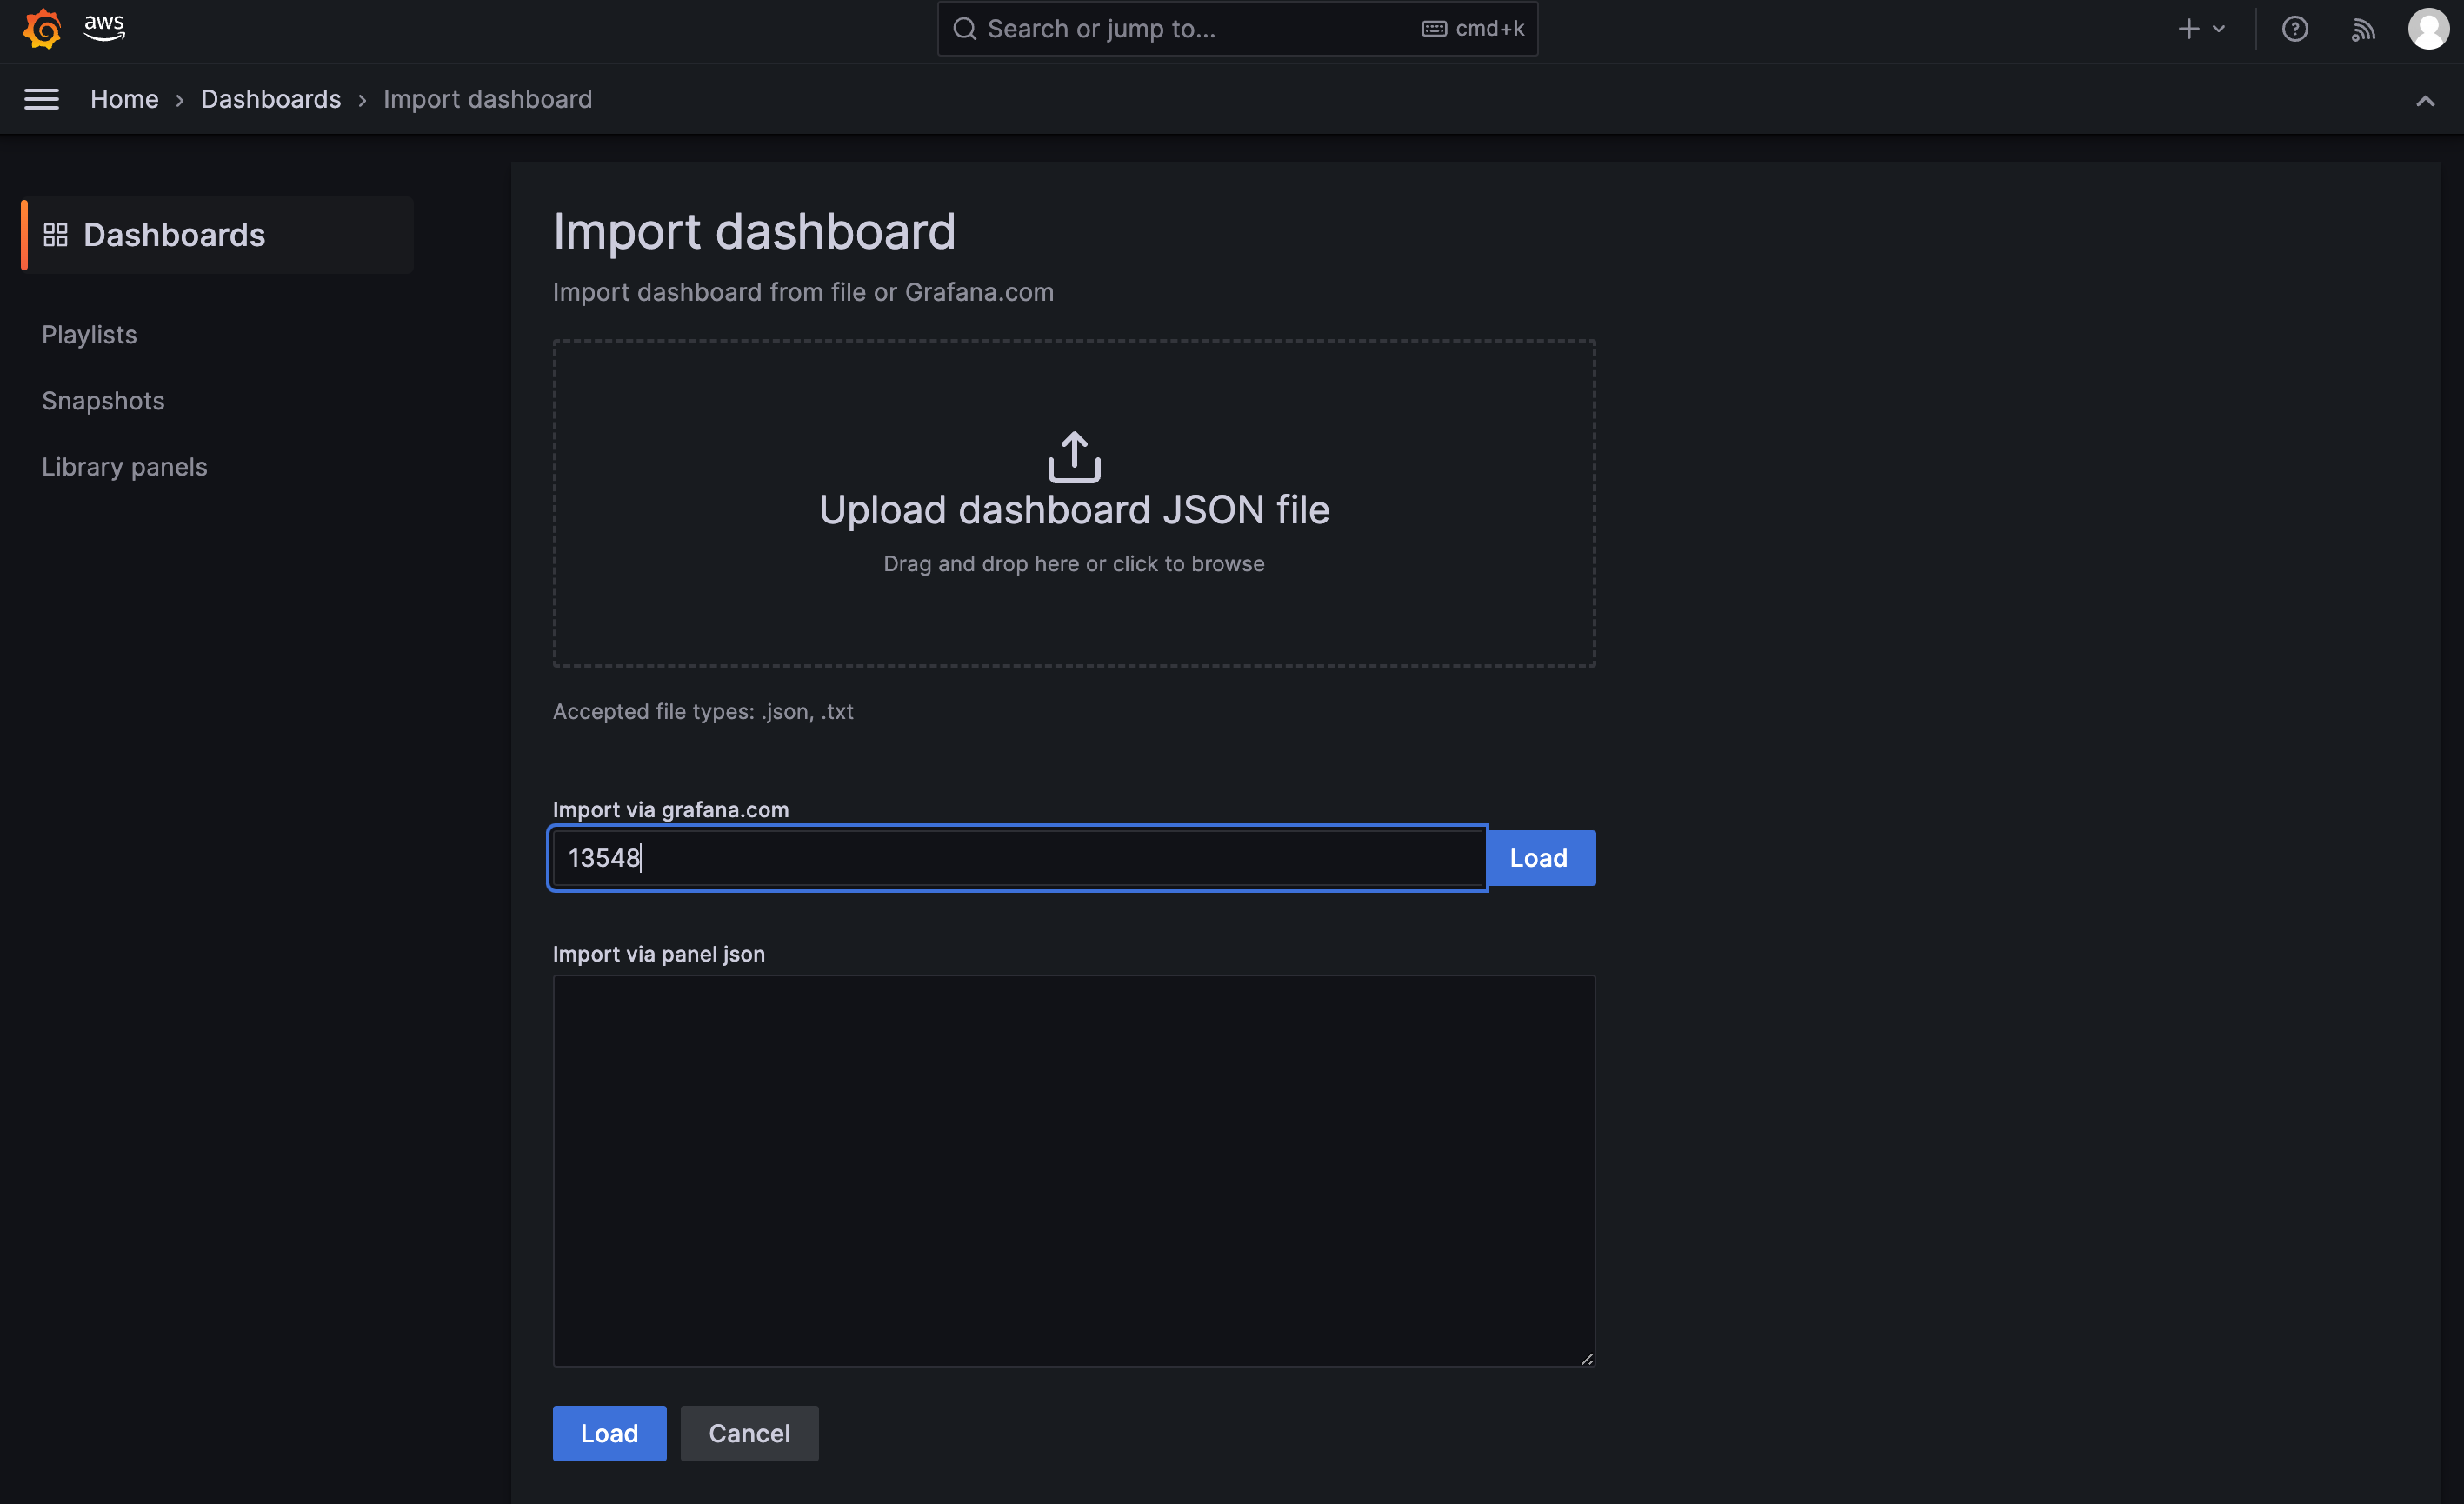 aws
Search or jump to... cmd+k
Home › Dashboards › Import dashboard
Dashboards
Playlists
Snapshots
Library panels
Import dashboard
Import dashboard from file or Grafana.com
Upload dashboard JSON file
Drag and drop here or click to browse
Accepted file types: .json, .txt
Import via grafana.com
13548
Load
Import via panel json
Load
Cancel